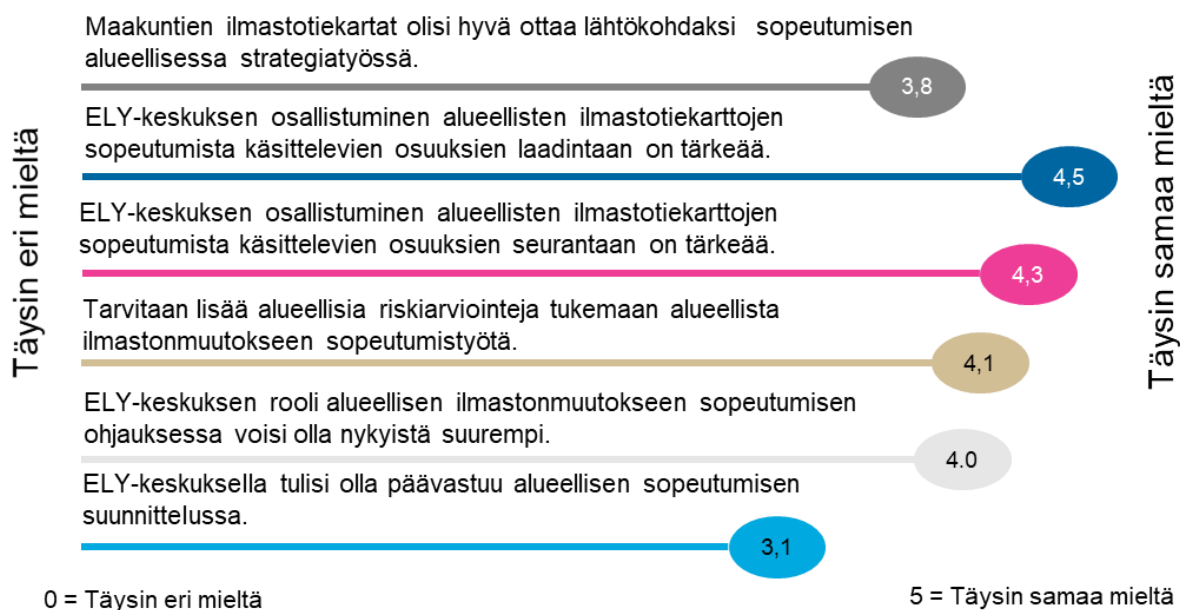 Täysin eri mieltä
Maakuntien ilmastotiekartat olisi hyvä ottaa lähtökohdaksi sopeutumisen
alueellisessa strategiatyössä.
3,8
ELY-keskuksen osallistuminen alueellisten ilmastotiekarttojen
sopeutumista käsittelevien osuuksien laadintaan on tärkeää.
4,5
ELY-keskuksen osallistuminen alueellisten ilmastotiekarttojen
sopeutumista käsittelevien osuuksien seurantaan on tärkeää.
4,3
Tarvitaan lisää alueellisia riskiarviointeja tukemaan alueellista
ilmastonmuutokseen sopeutumistyötä.
4,1
ELY-keskuksen rooli alueellisen ilmastonmuutokseen sopeutumisen
ohjauksessa voisi olla nykyistä suurempi.
4.0
ELY-keskuksella tulisi olla päävastuu alueellisen sopeutumisen
suunnittelussa.
3,1
Täysin samaa mieltä
0 = Täysin eri mieltä
5 = Täysin samaa mieltä